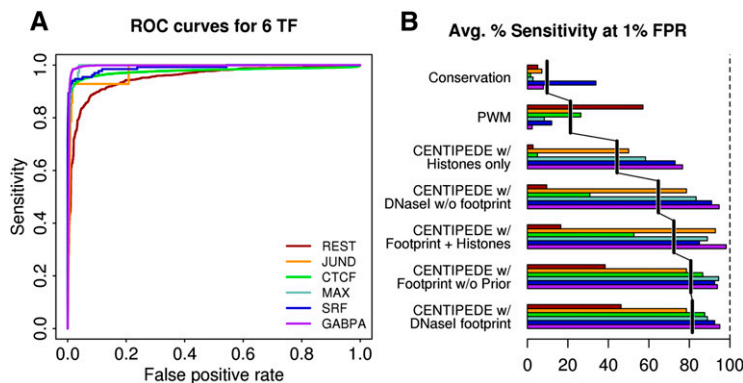 A
ROC curves for 6 TF
Sensitivity
1.0
0.8
0.6
0.4
0.2
0.0
REST
JUND
CTCF
MAX
SRF
GABPA
0.0 0.2 0.4 0.6 0.8 1.0
False positive rate
B
Avg. % Sensitivity at 1% FPR
Conservation
PWM
CENTIPEDE w/
Histones only
CENTIPEDE w/
DNaseI w/o footprint
CENTIPEDE w/
Footprint + Histones
CENTIPEDE w/
Footprint w/o Prior
CENTIPEDE w/
DNaseI footprint
0 20 40 60 80 100